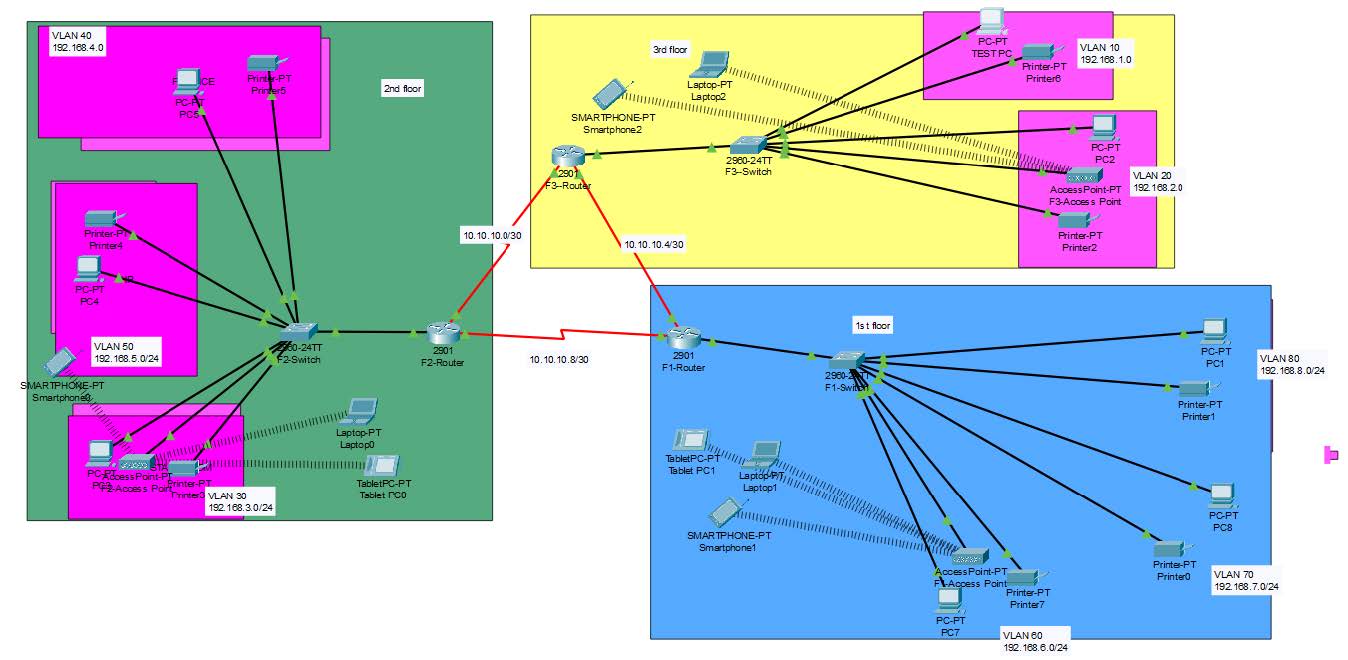 VLAN 40
192.168.4.0
CE
PC-PT
PC5
Printer-PT
Printer5
2nd floor
Printer-PT
Printer4
PC-PT
PC4
VLAN 50
192.168.5.0/24
SMARTPHONE-PT
Smartphone0
2960-24TT
F2-Switch
2901
F2-Router
Laptop-PT
Laptop0
TabletPC-PT
Tablet PC0
PC-PT
AccessPoint-PT
F2-Access Point
Printer-PT
Printer3
VLAN 30
192.168.3.0/24
10.10.10.0/30
10.10.10.4/30
10.10.10.8/30
3rd floor
Laptop-PT
Laptop2
SMARTPHONE-PT
Smartphone2
2901
F3--Router
2960-24TT
F3--Switch
PC-PT
TEST PC
Printer-PT
Printer6
VLAN 10
192.168.1.0
PC-PT
PC2
AccessPoint-PT
F3-Access Point
Printer-PT
Printer2
VLAN 20
192.168.2.0
1st floor
2901
F1-Router
2960-24TT
F1-Switch
PC-PT
PC1
Printer-PT
Printer1
VLAN 80
192.168.8.0/24
TabletPC-PT
Tablet PC1
Laptop-PT
Laptop1
SMARTPHONE-PT
Smartphone1
PC-PT
PC8
Printer-PT
Printer0
VLAN 70
192.168.7.0/24
AccessPoint-PT
F1-Access Point
Printer-PT
Printer7
PC-PT
PC7
VLAN 60
192.168.6.0/24